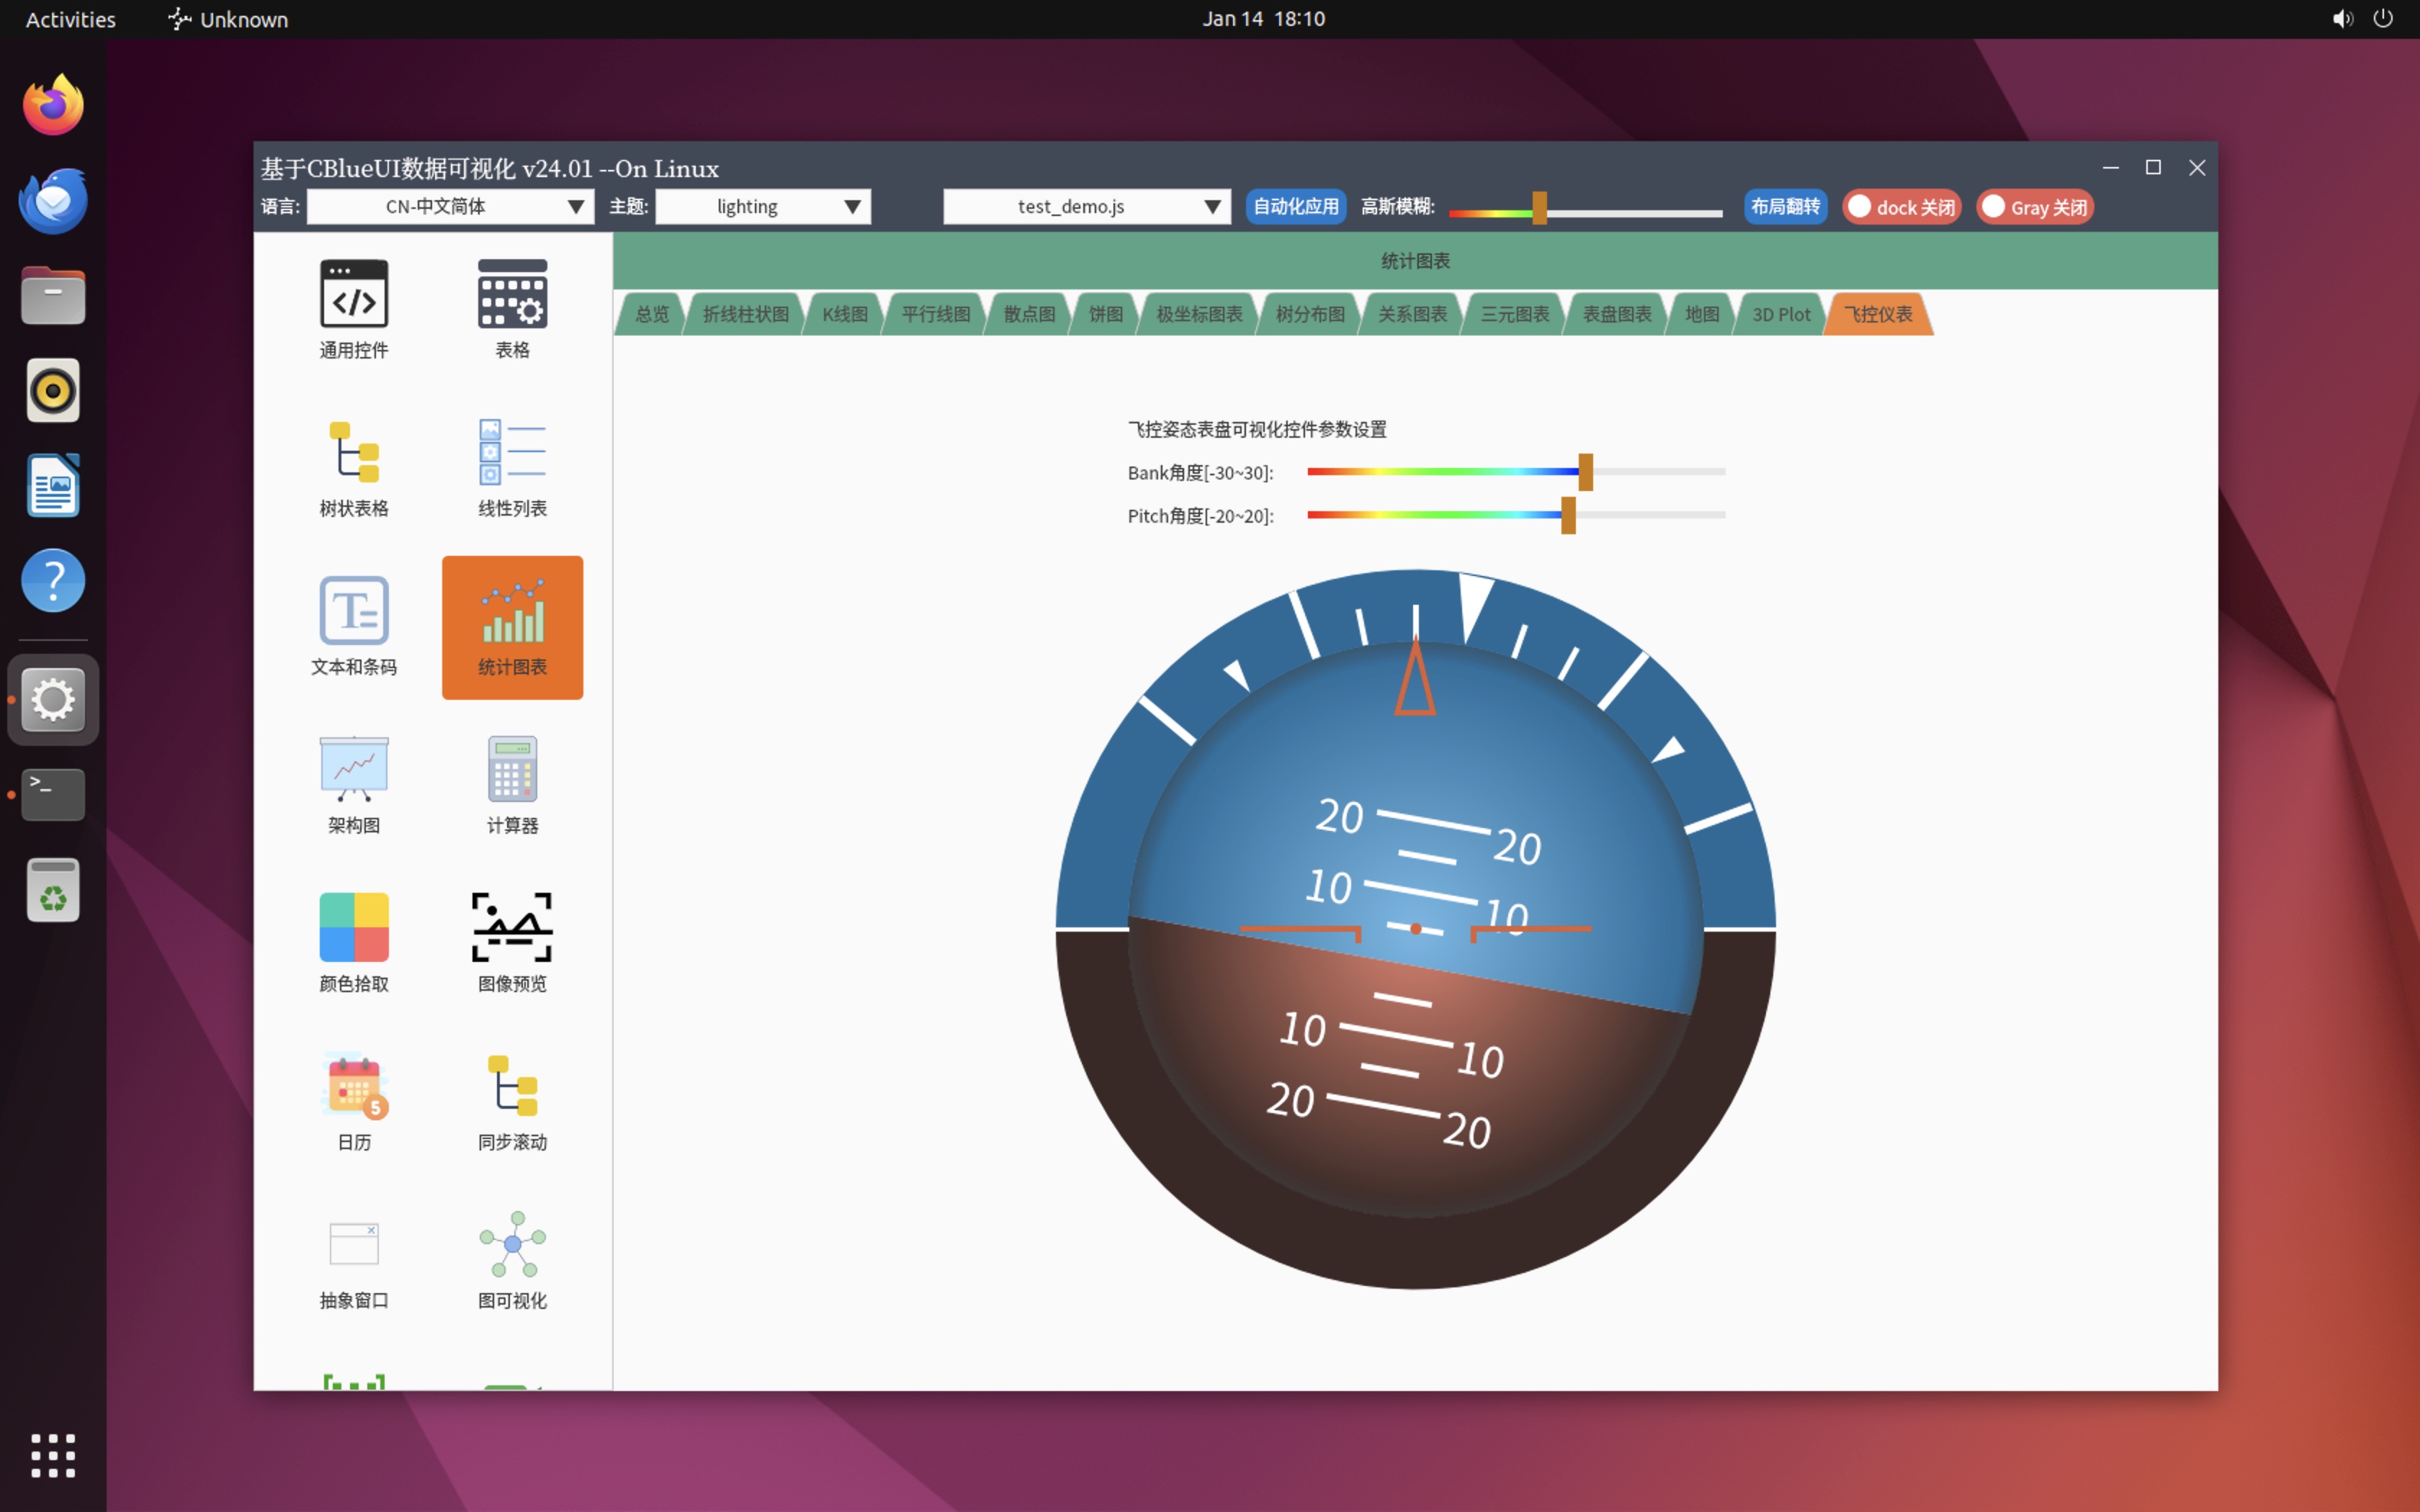 Activities Unknown Jan 14 18:10
基于CBlueUI数据可视化 v24.01 --On Linux
语言: CN-中文简体 主题: lighting test_demo.js 自动化应用 高斯模糊: 布局翻转 dock 关闭 Gray 关闭
统计图表
总览 折线柱状图 K线图 平行线图 散点图 饼图 极坐标图表 树分布图 关系图表 三元图表 表盘图表 地图 3D Plot 飞控仪表
通用控件 表格
树状表格 线性列表
文本和条码 统计图表
架构图 计算器
颜色拾取 图像预览
5
日历 同步滚动
抽象窗口 图可视化
飞控姿态表盘可视化控件参数设置
Bank角度[-30~30]:
Pitch角度[-20~20]:
20 20
10 10
10 10
20 20